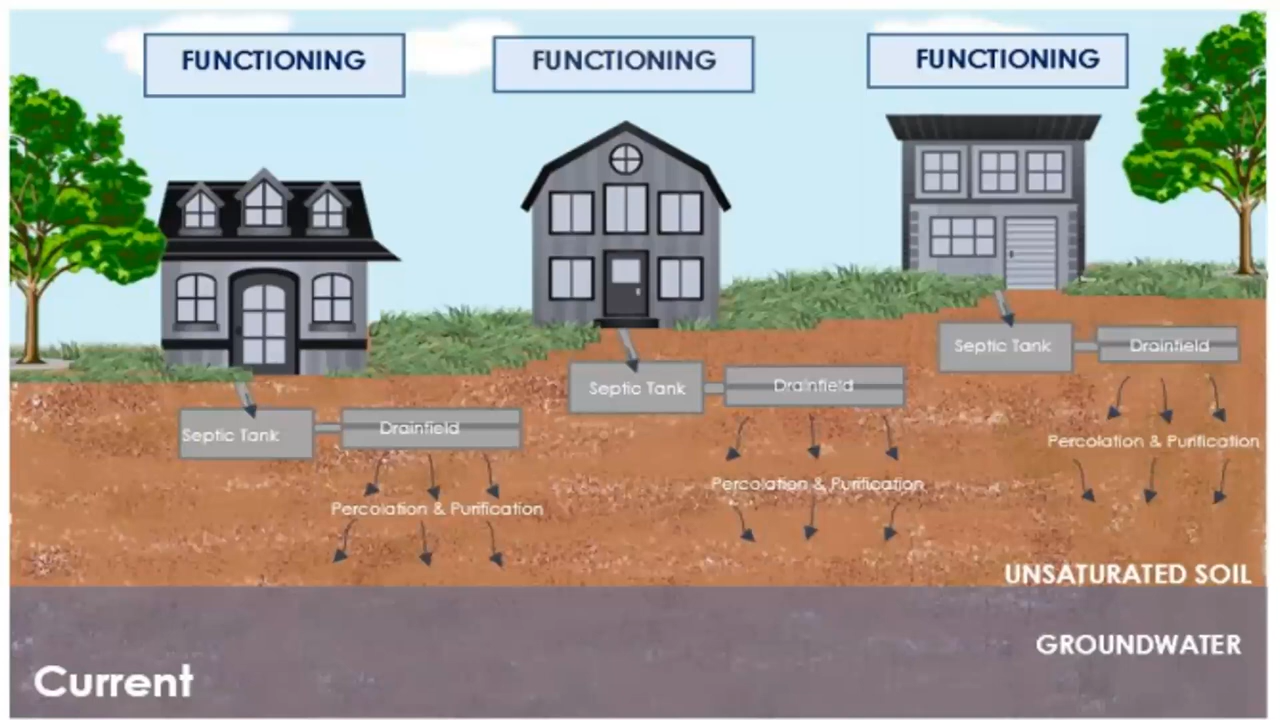 FUNCTIONING
FUNCTIONING
FUNCTIONING
Septic Tank
Drainfield
Percolation & Purification
Septic Tank
Drainfield
Percolation & Purification
Septic Tank
Drainfield
Percolation & Purification
UNSATURATED SOIL
GROUNDWATER
Current